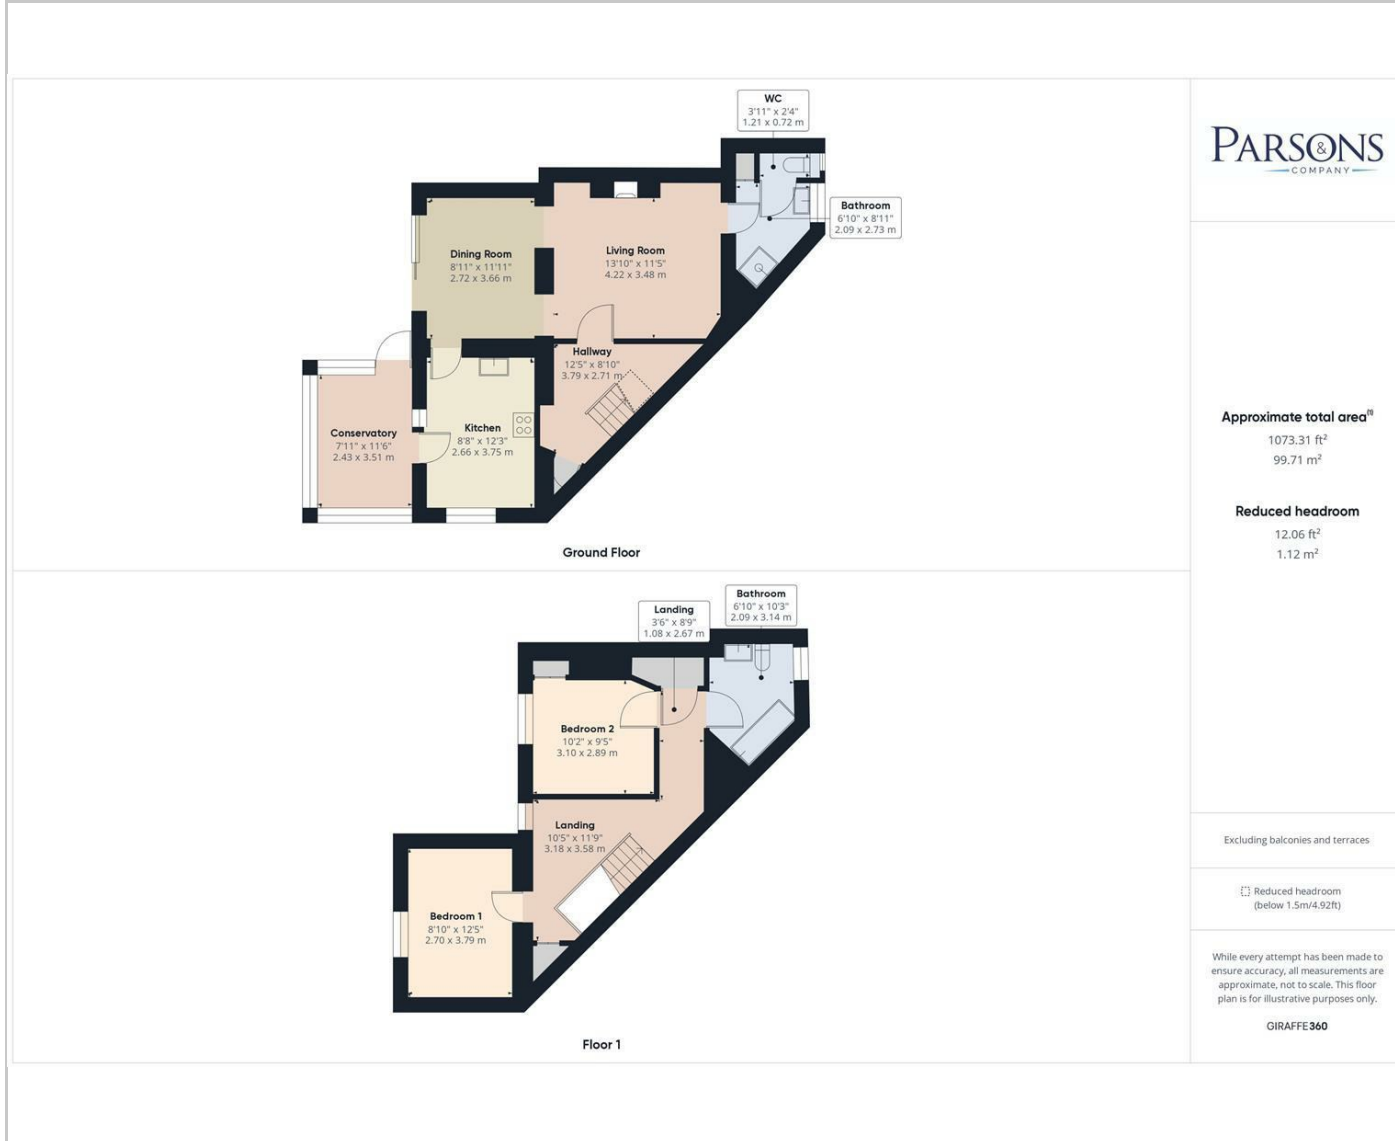 WC
3'11" x 2'4"
1.21 x 0.72 m
Bathroom
6'10" x 8'11"
2.09 x 2.73 m
Dining Room
8'11" x 11'11"
2.72 x 3.66 m
Living Room
13'10" x 11'5"
4.22 x 3.48 m
Hallway
12'5" x 8'10"
3.79 x 2.71 m
Conservatory
7'11" x 11'6"
2.43 x 3.51 m
Kitchen
8'8" x 12'3"
2.66 x 3.75 m
Ground Floor
Landing
3'6" x 8'9"
1.08 x 2.67 m
Bathroom
6'10" x 10'3"
2.09 x 3.14 m
Bedroom 2
10'2" x 9'5"
3.10 x 2.89 m
Landing
10'5" x 11'9"
3.18 x 3.58 m
Bedroom 1
8'10" x 12'5"
2.70 x 3.79 m
Floor 1
PARSONS
&
COMPANY
Approximate total area⁽¹⁾
1073.31 ft²
99.71 m²
Reduced headroom
12.06 ft²
1.12 m²
Excluding balconies and terraces
Reduced headroom
(below 1.5m/4.92ft)
While every attempt has been made to
ensure accuracy, all measurements are
approximate, not to scale. This floor
plan is for illustrative purposes only.
GIRAFFE360